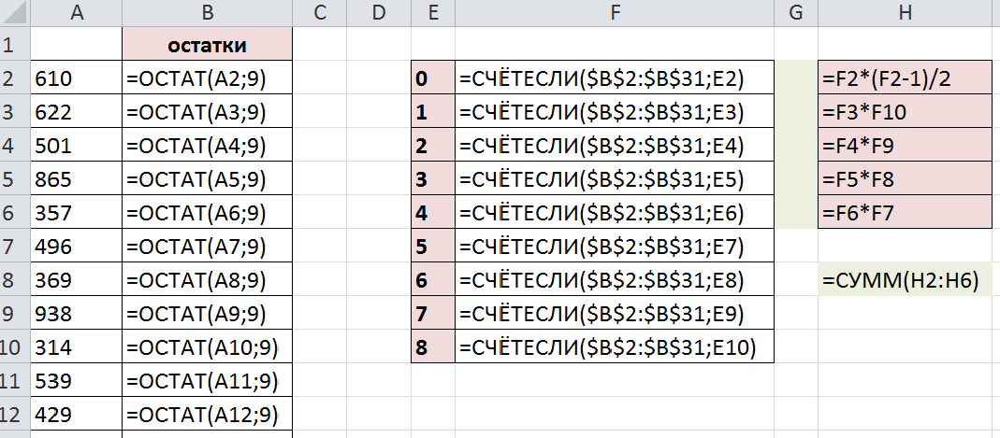 A B C D E F G H
1 остатки
2 610 =ОСТАТ(A2;9) 0 =СЧЁТЕСЛИ($B$2:$B$31;E2) =F2*(F2-1)/2
3 622 =ОСТАТ(A3;9) 1 =СЧЁТЕСЛИ($B$2:$B$31;E3) =F3*F10
4 501 =ОСТАТ(A4;9) 2 =СЧЁТЕСЛИ($B$2:$B$31;E4) =F4*F9
5 865 =ОСТАТ(A5;9) 3 =СЧЁТЕСЛИ($B$2:$B$31;E5) =F5*F8
6 357 =ОСТАТ(A6;9) 4 =СЧЁТЕСЛИ($B$2:$B$31;E6) =F6*F7
7 496 =ОСТАТ(A7;9) 5 =СЧЁТЕСЛИ($B$2:$B$31;E7)
8 369 =ОСТАТ(A8;9) 6 =СЧЁТЕСЛИ($B$2:$B$31;E8) =СУММ(H2:H6)
9 938 =ОСТАТ(A9;9) 7 =СЧЁТЕСЛИ($B$2:$B$31;E9)
10 314 =ОСТАТ(A10;9) 8 =СЧЁТЕСЛИ($B$2:$B$31;E10)
11 539 =ОСТАТ(A11;9)
12 429 =ОСТАТ(A12;9)